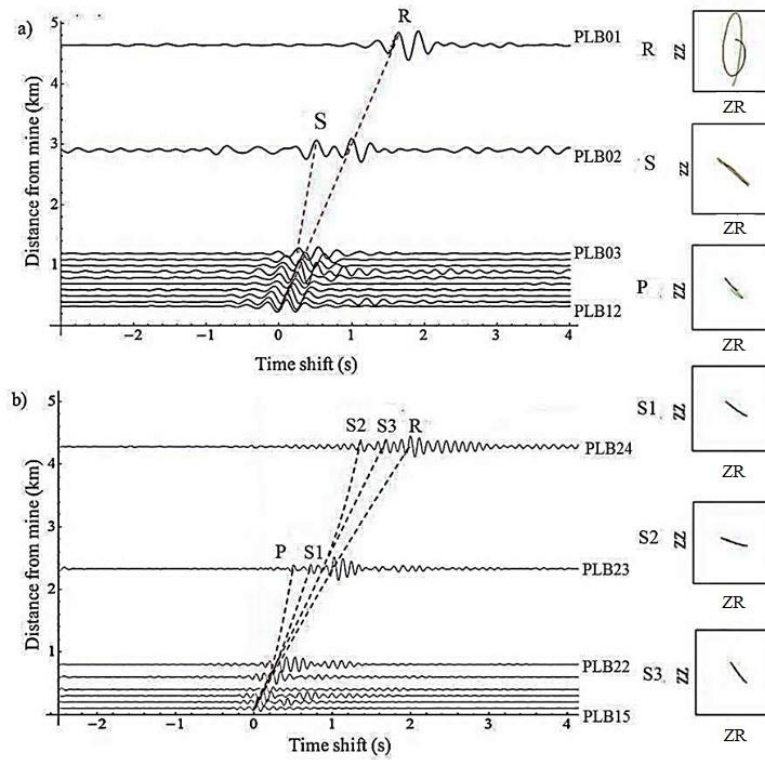 a)
Distance from mine (km)
5
4
3
2
1
R
S
PLB01
PLB02
PLB03
PLB12
−2
−1
0
1
2
3
4
Time shift (s)
b)
Distance from mine (km)
5
4
3
2
1
S2 S3 R
P S1
PLB24
PLB23
PLB22
PLB15
−2
−1
0
1
2
3
4
Time shift (s)
R
ZZ
ZR
S
ZZ
ZR
P
ZZ
ZR
S1
ZZ
ZR
S2
ZZ
ZR
S3
ZZ
ZR